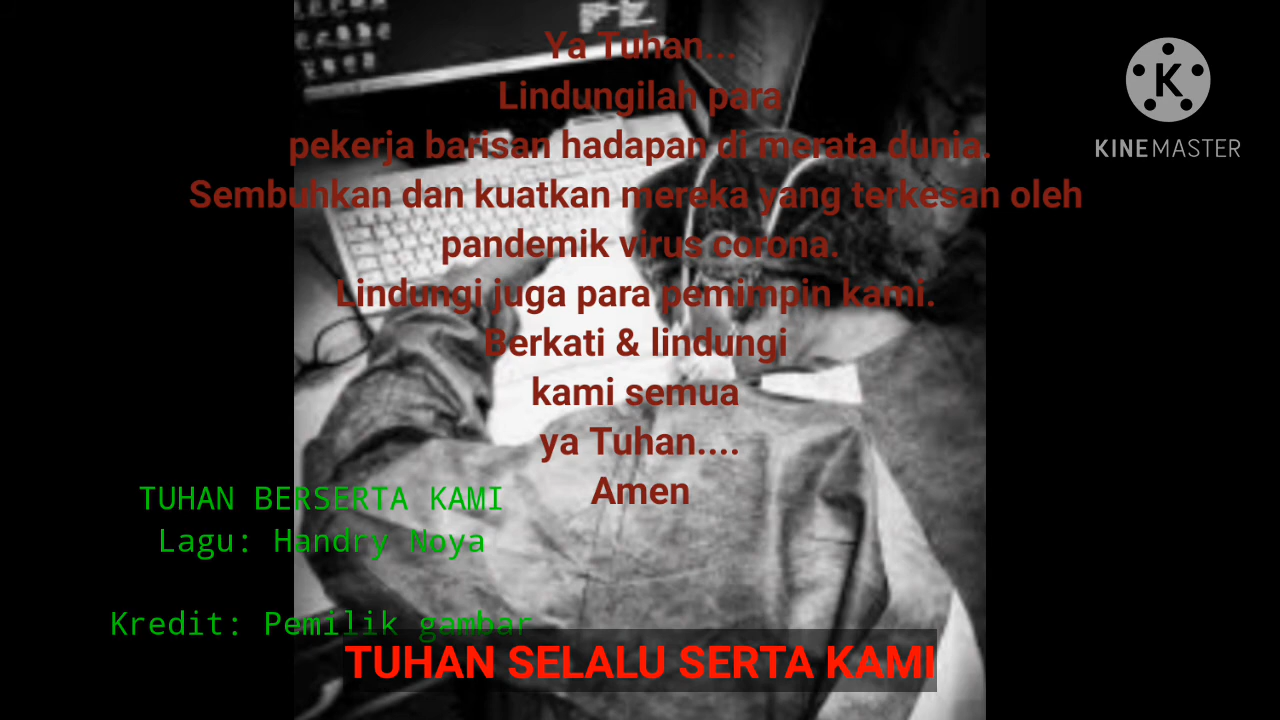 Ya Tuhan...
Lindungilah para
pekerja barisan hadapan di merata dunia.
Sembuhkan dan kuatkan mereka yang terkesan oleh
pandemik virus corona.
Lindungi juga para pemimpin kami.
Berkati & lindungi
kami semua
ya Tuhan....
Amen
KINEMASTER
TUHAN BERSERTA KAMI
Lagu: Handry Noya
Kredit: Pemilik gambar
TUHAN SELALU SERTA KAMI